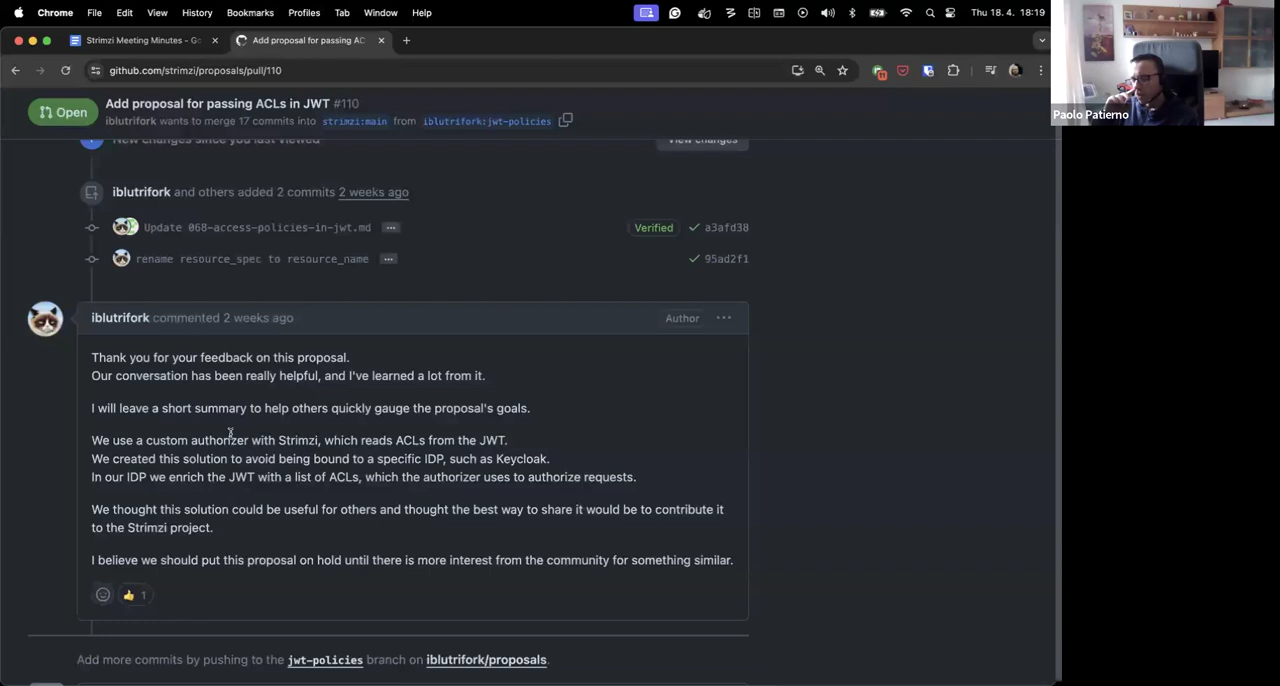 Chrome File Edit View History Bookmarks Profiles Tab Window Help Thu 18. 4. 18:19
Strimzi Meeting Minutes - Go
Add proposal for passing AC
github.com/strimzi/proposals/pull/110
11
Paolo Patierno
Open
Add proposal for passing ACLs in JWT #110
iblutrifork wants to merge 17 commits into strimzi:main from iblutrifork:jwt-policies
New changes since you last viewed
View changes
iblutrifork and others added 2 commits 2 weeks ago
Update 068-access-policies-in-jwt.md Verified a3afd38
rename resource_spec to resource_name 95ad2f1
iblutrifork commented 2 weeks ago Author
Thank you for your feedback on this proposal.
Our conversation has been really helpful, and I've learned a lot from it.
I will leave a short summary to help others quickly gauge the proposal's goals.
We use a custom authorizer with Strimzi, which reads ACLs from the JWT.
We created this solution to avoid being bound to a specific IDP, such as Keycloak.
In our IDP we enrich the JWT with a list of ACLs, which the authorizer uses to authorize requests.
We thought this solution could be useful for others and thought the best way to share it would be to contribute it
to the Strimzi project.
I believe we should put this proposal on hold until there is more interest from the community for something similar.
1
Add more commits by pushing to the jwt-policies branch on iblutrifork/proposals.